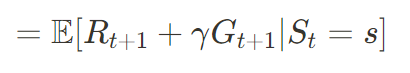 = 𝔼[R_{t+1} + γG_{t+1}|S_t = s]